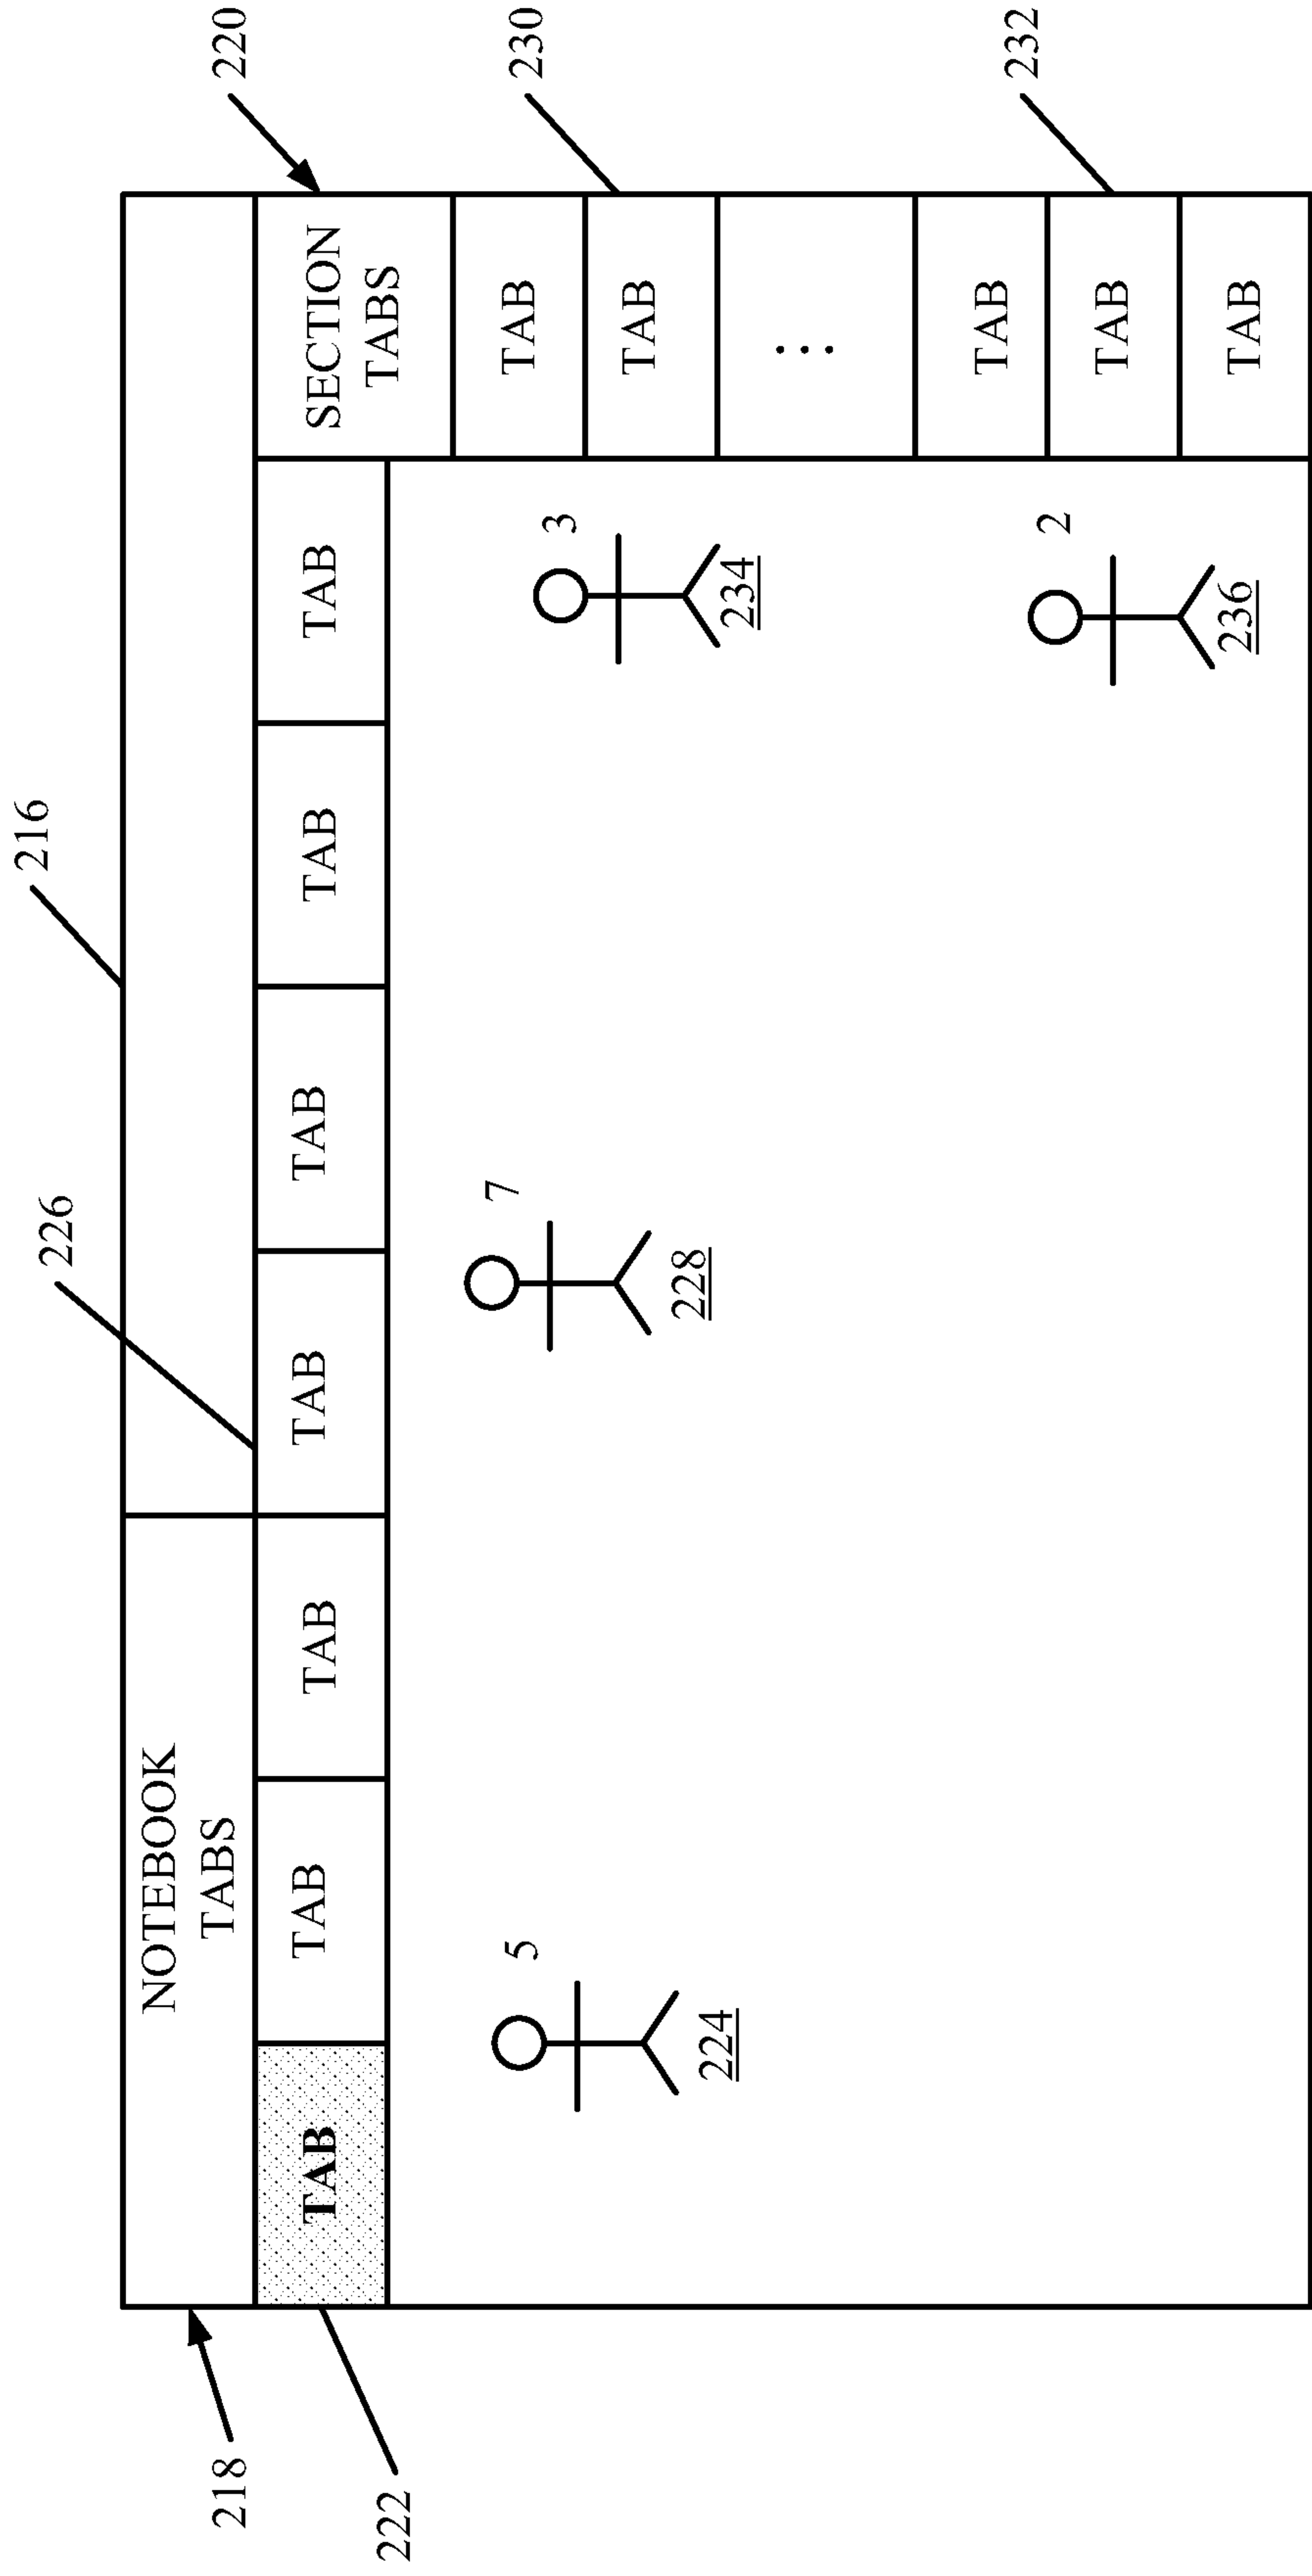 216
226
218
NOTEBOOK
TABS
220
222
TAB
TAB
TAB
TAB
TAB
TAB
TAB
SECTION
TABS
TAB
230
TAB
...
TAB
TAB
232
TAB
5
224
7
228
3
234
2
236